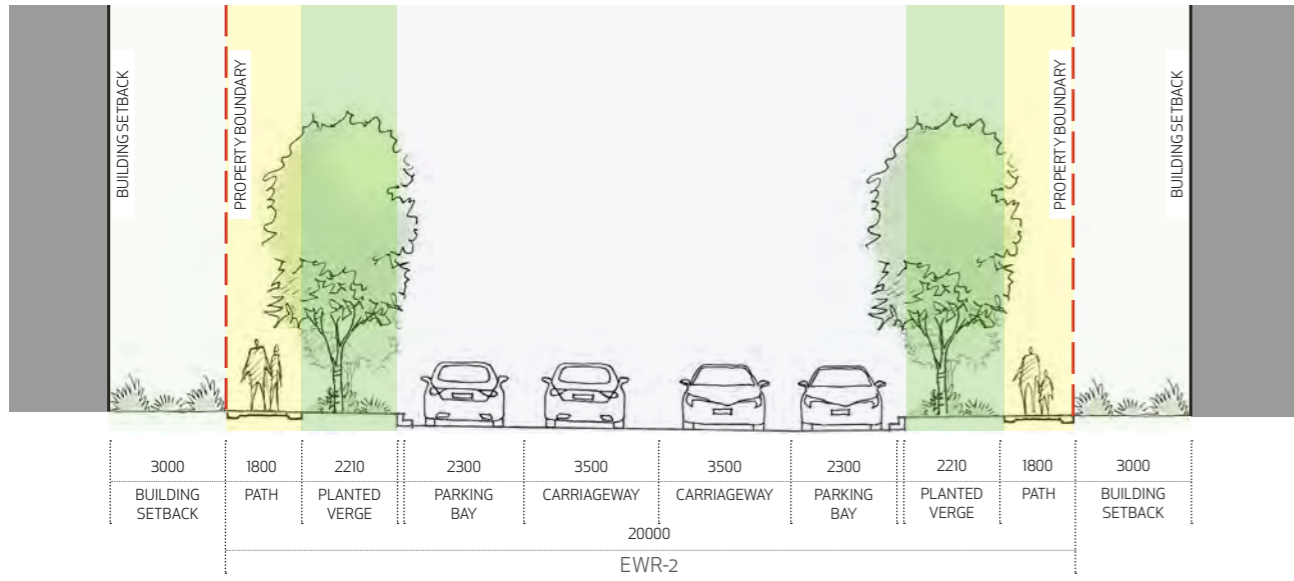 BUILDING SETBACK
PROPERTY BOUNDARY
PROPERTY BOUNDARY
BUILDING SETBACK
3000
1800
2210
2300
3500
3500
2300
2210
1800
3000
BUILDING
SETBACK
PATH
PLANTED
VERGE
PARKING
BAY
CARRIAGEWAY
CARRIAGEWAY
PARKING
BAY
PLANTED
VERGE
PATH
BUILDING
SETBACK
20000
EWR-2